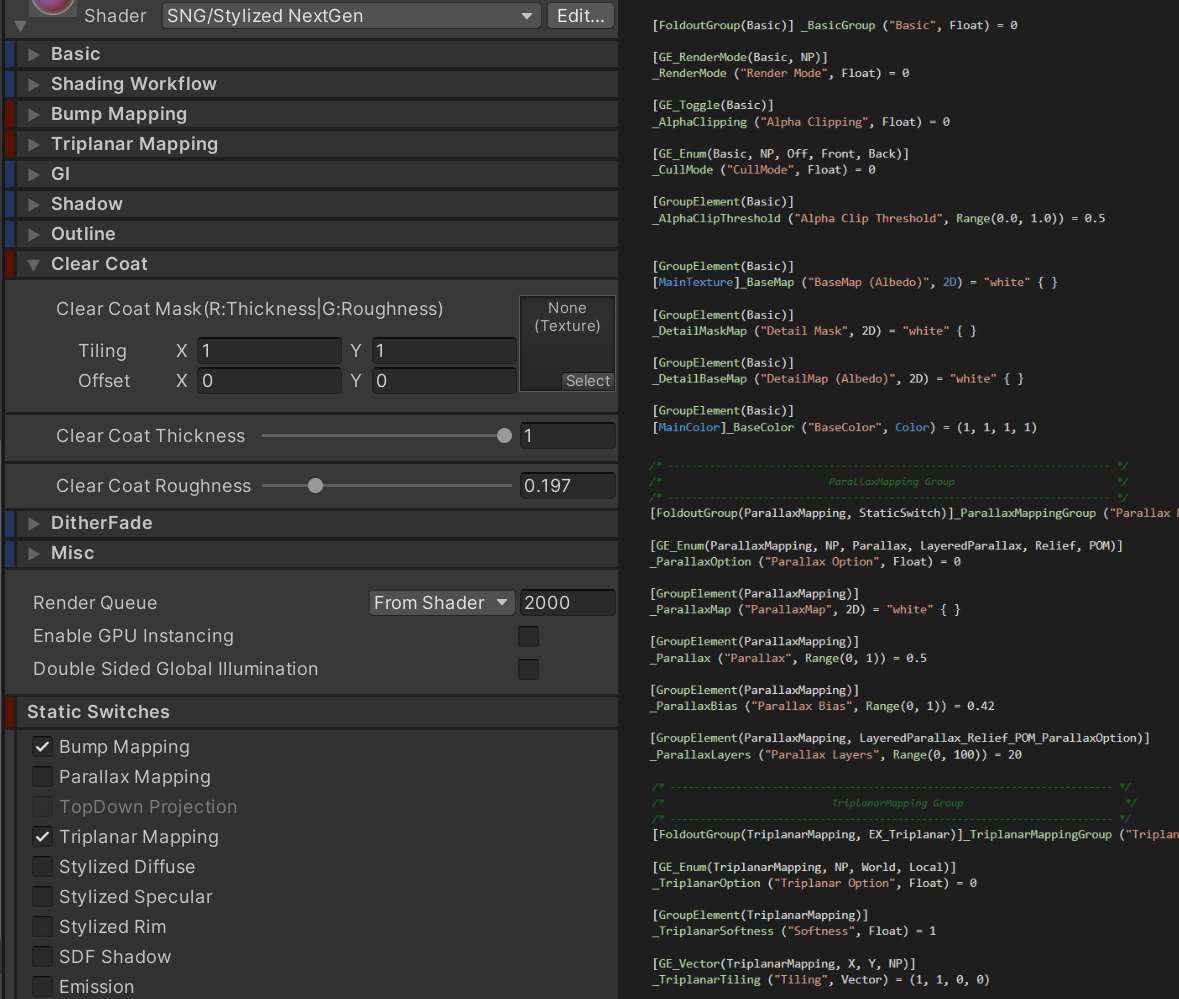 Shader SNG/Stylized NextGen Edit...
Basic
Shading Workflow
Bump Mapping
Triplanar Mapping
GI
Shadow
Outline
Clear Coat
Clear Coat Mask(R:Thickness|G:Roughness)
None
(Texture)
Tiling X 1 Y 1
Offset X 0 Y 0
Select
Clear Coat Thickness 1
Clear Coat Roughness 0.197
DitherFade
Misc
Render Queue From Shader 2000
Enable GPU Instancing
Double Sided Global Illumination
Static Switches
Bump Mapping
Parallax Mapping
TopDown Projection
Triplanar Mapping
Stylized Diffuse
Stylized Specular
Stylized Rim
SDF Shadow
Emission
[FoldoutGroup(Basic)] _BasicGroup ("Basic", Float) = 0
[GE_RenderMode(Basic, NP)]
_RenderMode ("Render Mode", Float) = 0
[GE_Toggle(Basic)]
_AlphaClipping ("Alpha Clipping", Float) = 0
[GE_Enum(Basic, NP, Off, Front, Back)]
_CullMode ("CullMode", Float) = 0
[GroupElement(Basic)]
_AlphaClipThreshold ("Alpha Clip Threshold", Range(0.0, 1.0)) = 0.5
[GroupElement(Basic)]
[MainTexture]_BaseMap ("BaseMap (Albedo)", 2D) = "white" { }
[GroupElement(Basic)]
_DetailMaskMap ("Detail Mask", 2D) = "white" { }
[GroupElement(Basic)]
_DetailBaseMap ("DetailMap (Albedo)", 2D) = "white" { }
[GroupElement(Basic)]
[MainColor]_BaseColor ("BaseColor", Color) = (1, 1, 1, 1)
/* ------------------------------------------------------------------------- */
/* ParallaxMapping Group */
/* ------------------------------------------------------------------------- */
[FoldoutGroup(ParallaxMapping, StaticSwitch)]_ParallaxMappingGroup ("Parallax
[GE_Enum(ParallaxMapping, NP, Parallax, LayeredParallax, Relief, POM)]
_ParallaxOption ("Parallax Option", Float) = 0
[GroupElement(ParallaxMapping)]
_ParallaxMap ("ParallaxMap", 2D) = "white" { }
[GroupElement(ParallaxMapping)]
_Parallax ("Parallax", Range(0, 1)) = 0.5
[GroupElement(ParallaxMapping)]
_ParallaxBias ("Parallax Bias", Range(0, 1)) = 0.42
[GroupElement(ParallaxMapping, LayeredParallax_Relief_POM_ParallaxOption)]
_ParallaxLayers ("Parallax Layers", Range(0, 100)) = 20
/* ------------------------------------------------------------------------- */
/* TriplanarMapping Group */
/* ------------------------------------------------------------------------- */
[FoldoutGroup(TriplanarMapping, EX_Triplanar)]_TriplanarMappingGroup ("Triplan
[GE_Enum(TriplanarMapping, NP, World, Local)]
_TriplanarOption ("Triplanar Option", Float) = 0
[GroupElement(TriplanarMapping)]
_TriplanarSoftness ("Softness", Float) = 1
[GE_Vector(TriplanarMapping, X, Y, NP)]
_TriplanarTiling ("Tiling", Vector) = (1, 1, 0, 0)